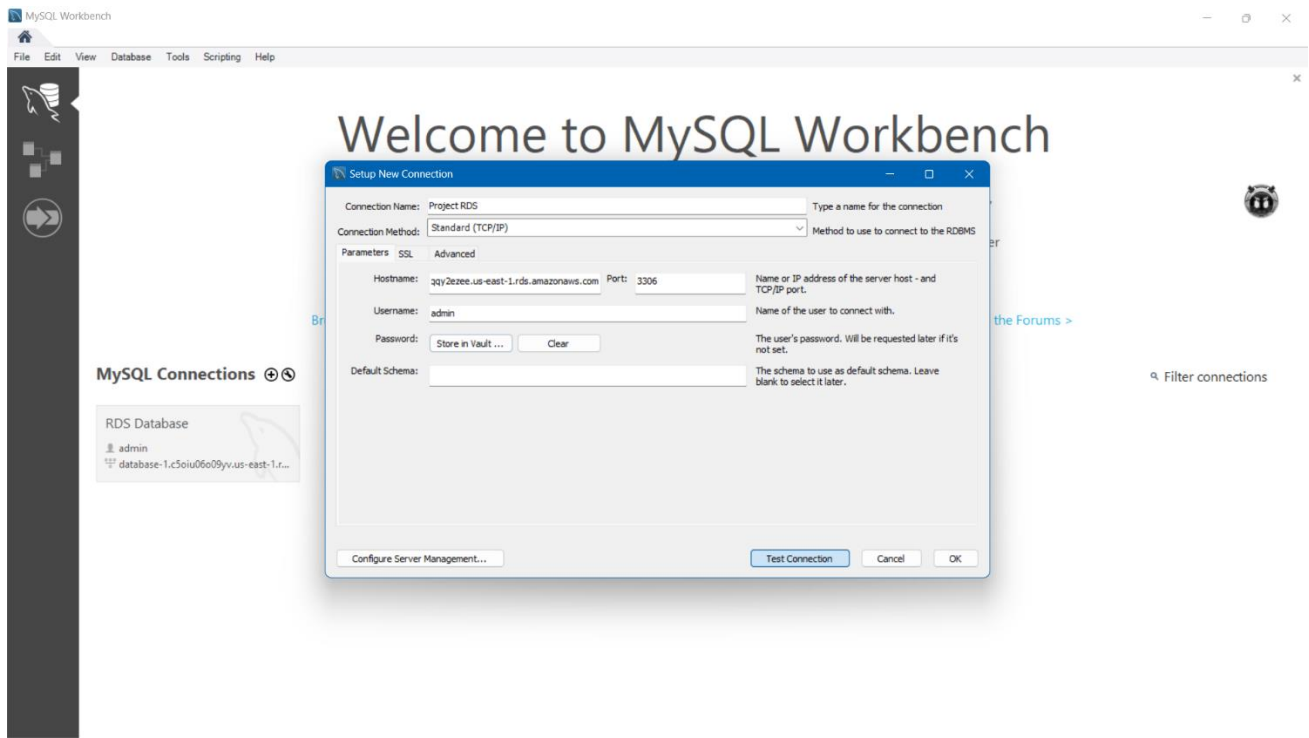 MySQL Workbench
File Edit View Database Tools Scripting Help
Welcome to MySQL Workbench
Setup New Connection
Connection Name: Project RDS Type a name for the connection
Connection Method: Standard (TCP/IP) Method to use to connect to the RDBMS
Parameters SSL Advanced
Hostname: qqy2ezee.us-east-1.rds.amazonaws.com Port: 3306 Name or IP address of the server host - and
TCP/IP port.
Username: admin Name of the user to connect with.
Password: Store in Vault ... Clear The user's password. Will be requested later if it's
not set.
Default Schema: The schema to use as default schema. Leave
blank to select it later.
Configure Server Management... Test Connection Cancel OK
er
Br the Forums >
MySQL Connections Filter connections
RDS Database
admin
database-1.c5oiu06o09yv.us-east-1.r...